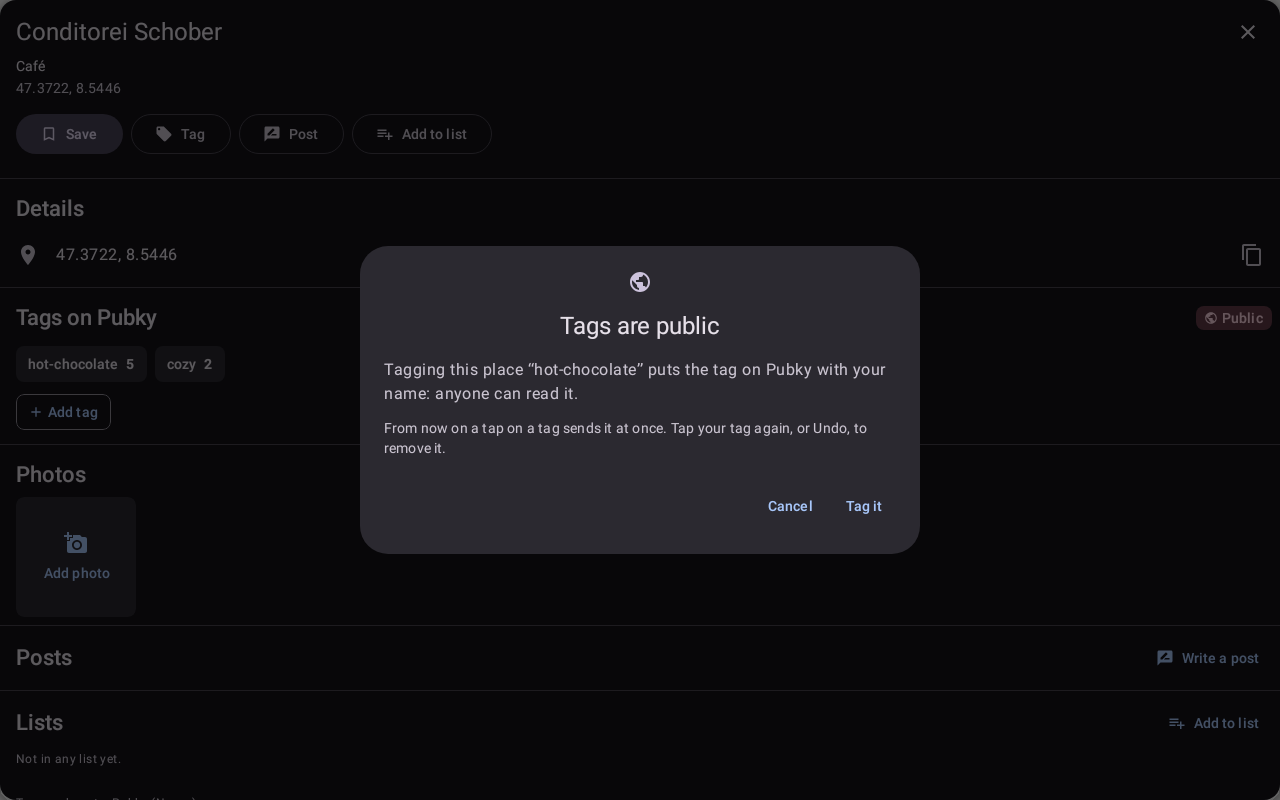 Conditorei Schober
Café
47.3722, 8.5446
Save
Tag
Post
Add to list
Details
47.3722, 8.5446
Tags on Pubky
Public
hot-chocolate 5
cozy 2
Add tag
Photos
Add photo
Posts
Write a post
Lists
Add to list
Not in any list yet.
Tags are public
Tagging this place “hot-chocolate” puts the tag on Pubky with your
name: anyone can read it.
From now on a tap on a tag sends it at once. Tap your tag again, or Undo, to
remove it.
Cancel
Tag it